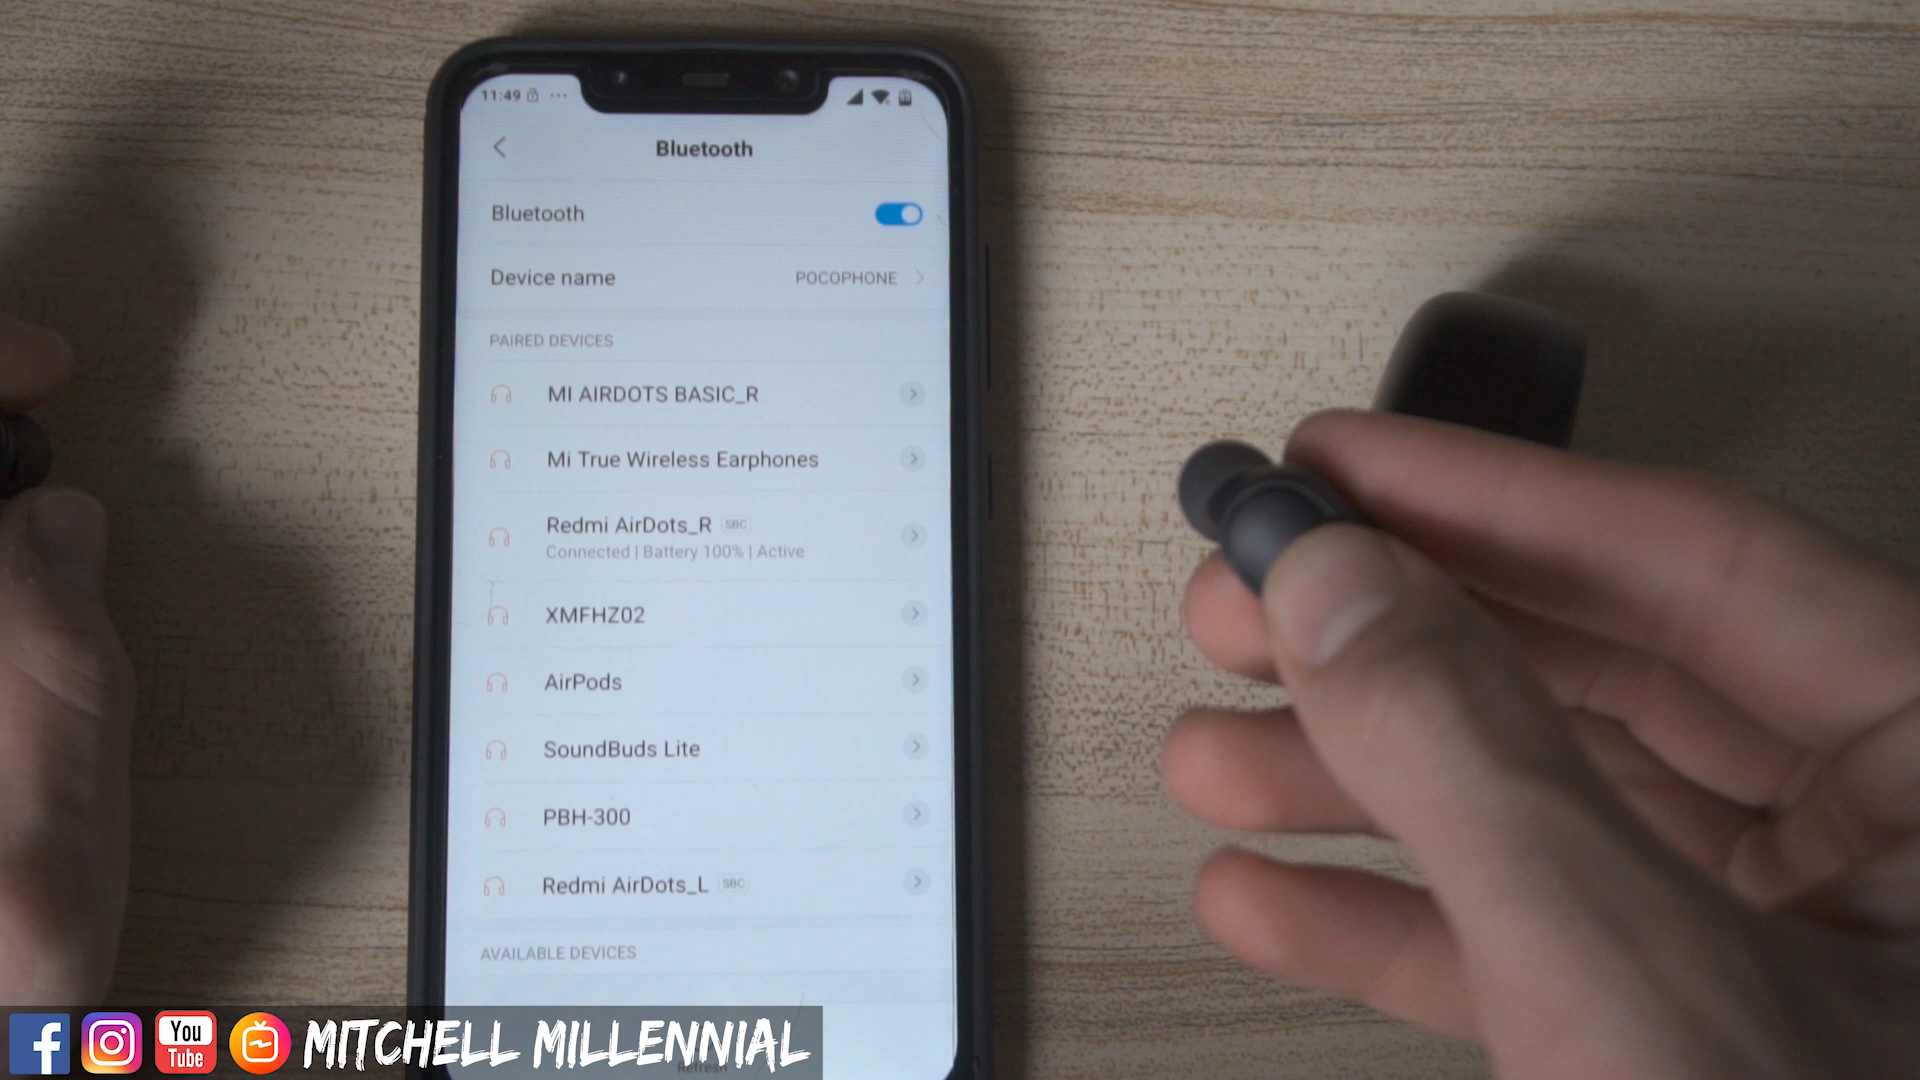 11:49 ...
Bluetooth
Bluetooth
Device name POCOPHONE
PAIRED DEVICES
MI AIRDOTS BASIC_R
Mi True Wireless Earphones
Redmi AirDots_R SBC
Connected | Battery 100% | Active
XMFHZ02
AirPods
SoundBuds Lite
PBH-300
Redmi AirDots_L SBC
AVAILABLE DEVICES
Refresh
f You Tube MITCHELL MILLENNIAL